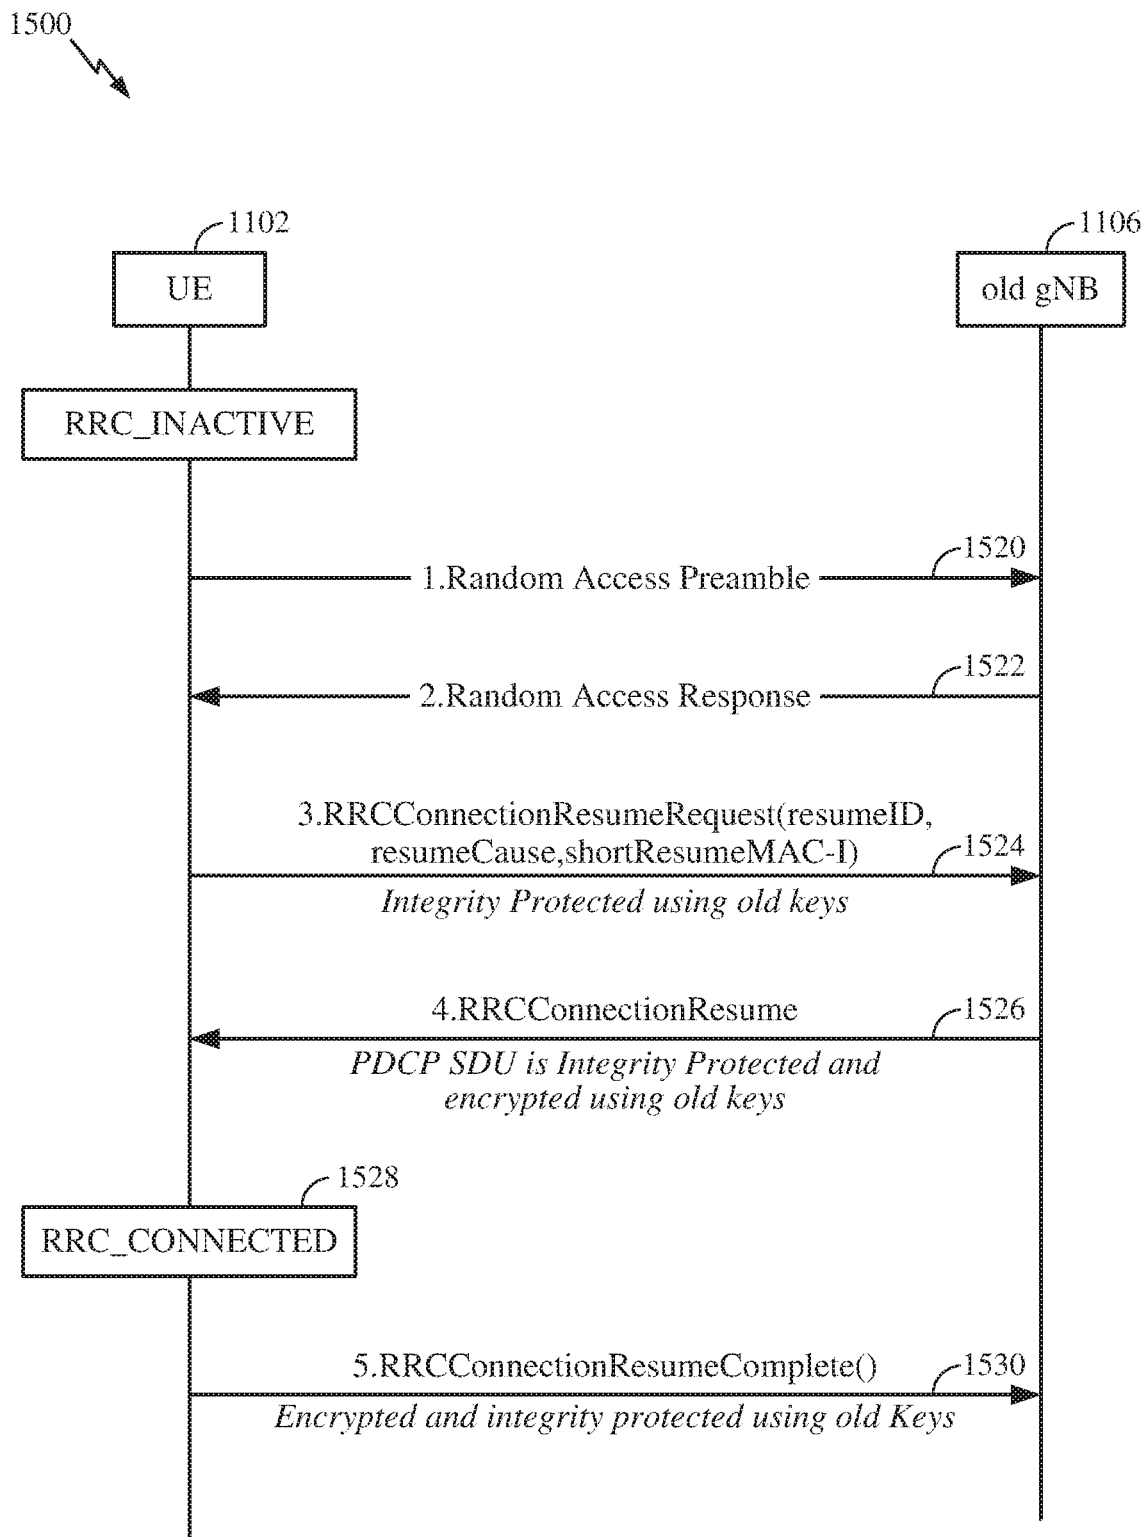 1500
1102
1106
UE
old gNB
RRC_INACTIVE
1520
1.Random Access Preamble
1522
2.Random Access Response
3.RRCConnectionResumeRequest(resumeID,
resumeCause,shortResumeMAC-I)
1524
Integrity Protected using old keys
4.RRCConnectionResume
1526
PDCP SDU is Integrity Protected and
encrypted using old keys
1528
RRC_CONNECTED
5.RRCConnectionResumeComplete()
1530
Encrypted and integrity protected using old Keys